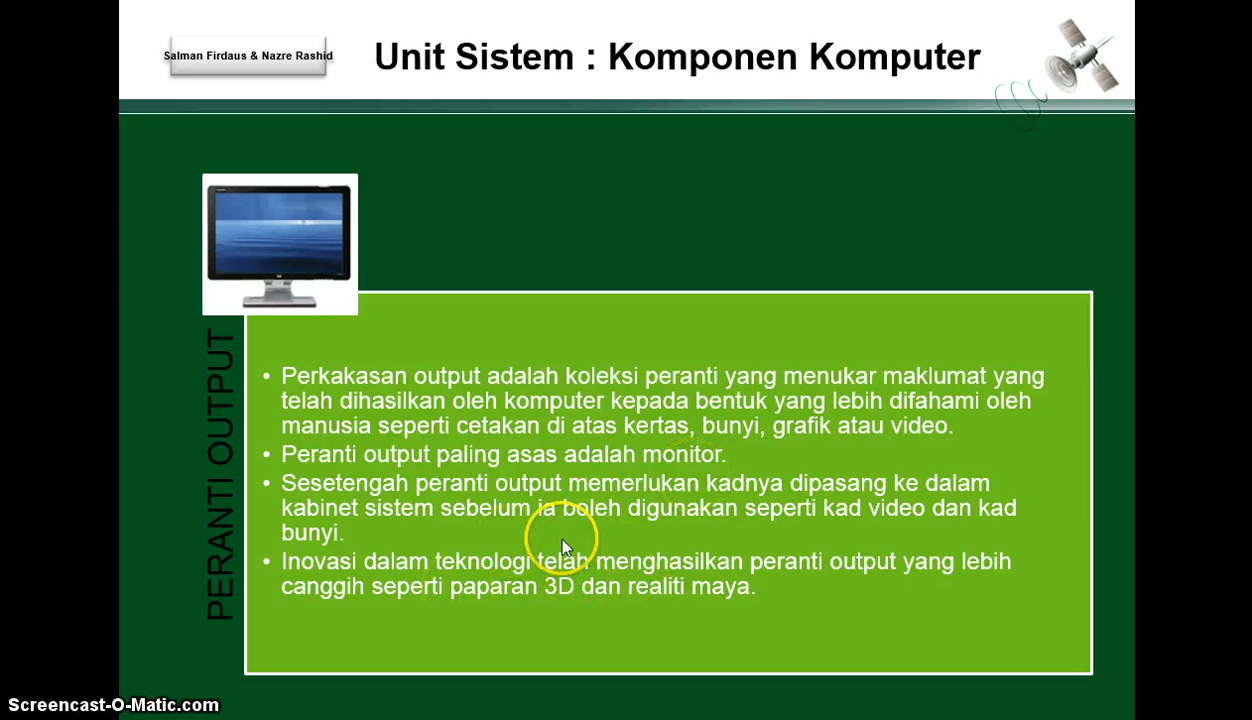 Salman Firdaus & Nazre Rashid
Unit Sistem : Komponen Komputer
PERANTI OUTPUT
• Perkakasan output adalah koleksi peranti yang menukar maklumat yang
telah dihasilkan oleh komputer kepada bentuk yang lebih difahami oleh
manusia seperti cetakan di atas kertas, bunyi, grafik atau video.
• Peranti output paling asas adalah monitor.
• Sesetengah peranti output memerlukan kadnya dipasang ke dalam
kabinet sistem sebelum ia boleh digunakan seperti kad video dan kad
bunyi.
• Inovasi dalam teknologi telah menghasilkan peranti output yang lebih
canggih seperti paparan 3D dan realiti maya.
Screencast-O-Matic.com